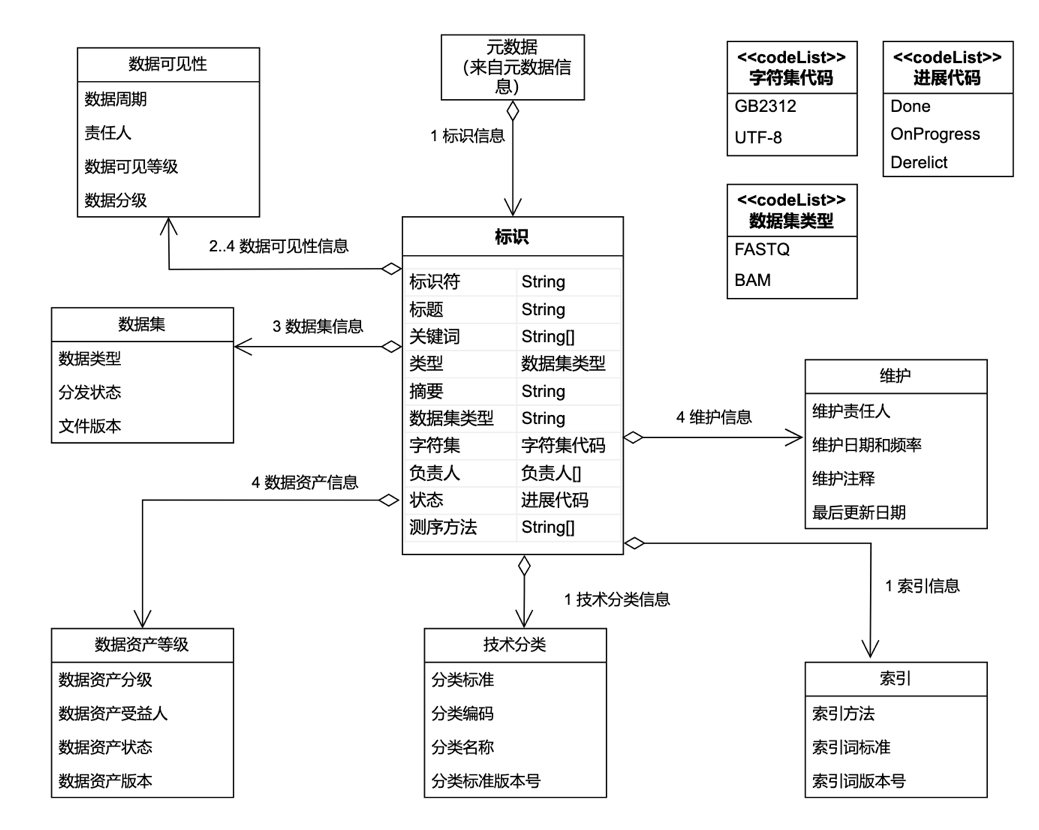 元数据
(来自元数据信
息)
1 标识信息
数据可见性
数据周期
责任人
数据可见等级
数据分级
2..4 数据可见性信息
<<codeList>>
字符集代码
GB2312
UTF-8
<<codeList>>
进展代码
Done
OnProgress
Derelict
<<codeList>>
数据集类型
FASTQ
BAM
标识
标识符 String
标题 String
关键词 String[]
类型 数据集类型
摘要 String
数据集类型 String
字符集 字符集代码
负责人 负责人[]
状态 进展代码
测序方法 String[]
3 数据集信息
数据集
数据类型
分发状态
文件版本
4 维护信息
维护
维护责任人
维护日期和频率
维护注释
最后更新日期
4 数据资产信息
数据资产等级
数据资产分级
数据资产受益人
数据资产状态
数据资产版本
1 技术分类信息
技术分类
分类标准
分类编码
分类名称
分类标准版本号
1 索引信息
索引
索引方法
索引词标准
索引词版本号